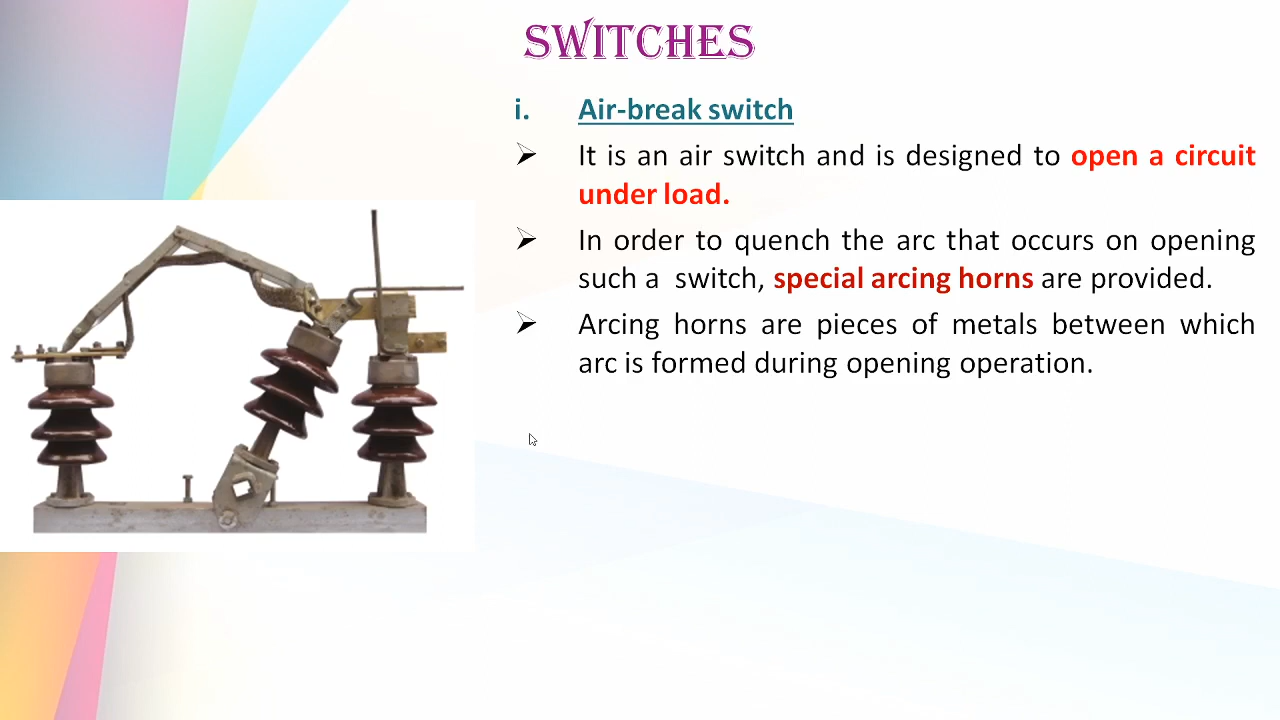 SWITCHES
i. Air-break switch
➢ It is an air switch and is designed to open a circuit
under load.
➢ In order to quench the arc that occurs on opening
such a switch, special arcing horns are provided.
➢ Arcing horns are pieces of metals between which
arc is formed during opening operation.